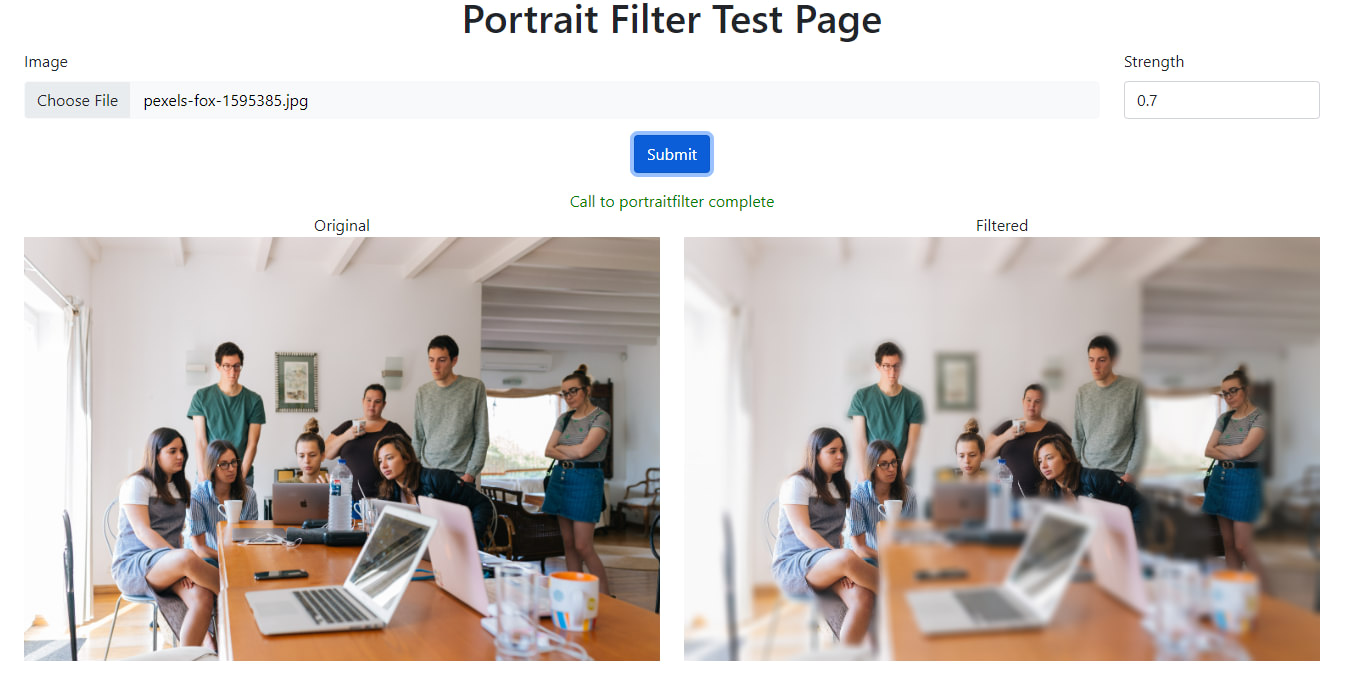 Portrait Filter Test Page
Image
Strength
Choose File pexels-fox-1595385.jpg
0.7
Submit
Call to portraitfilter complete
Original
Filtered